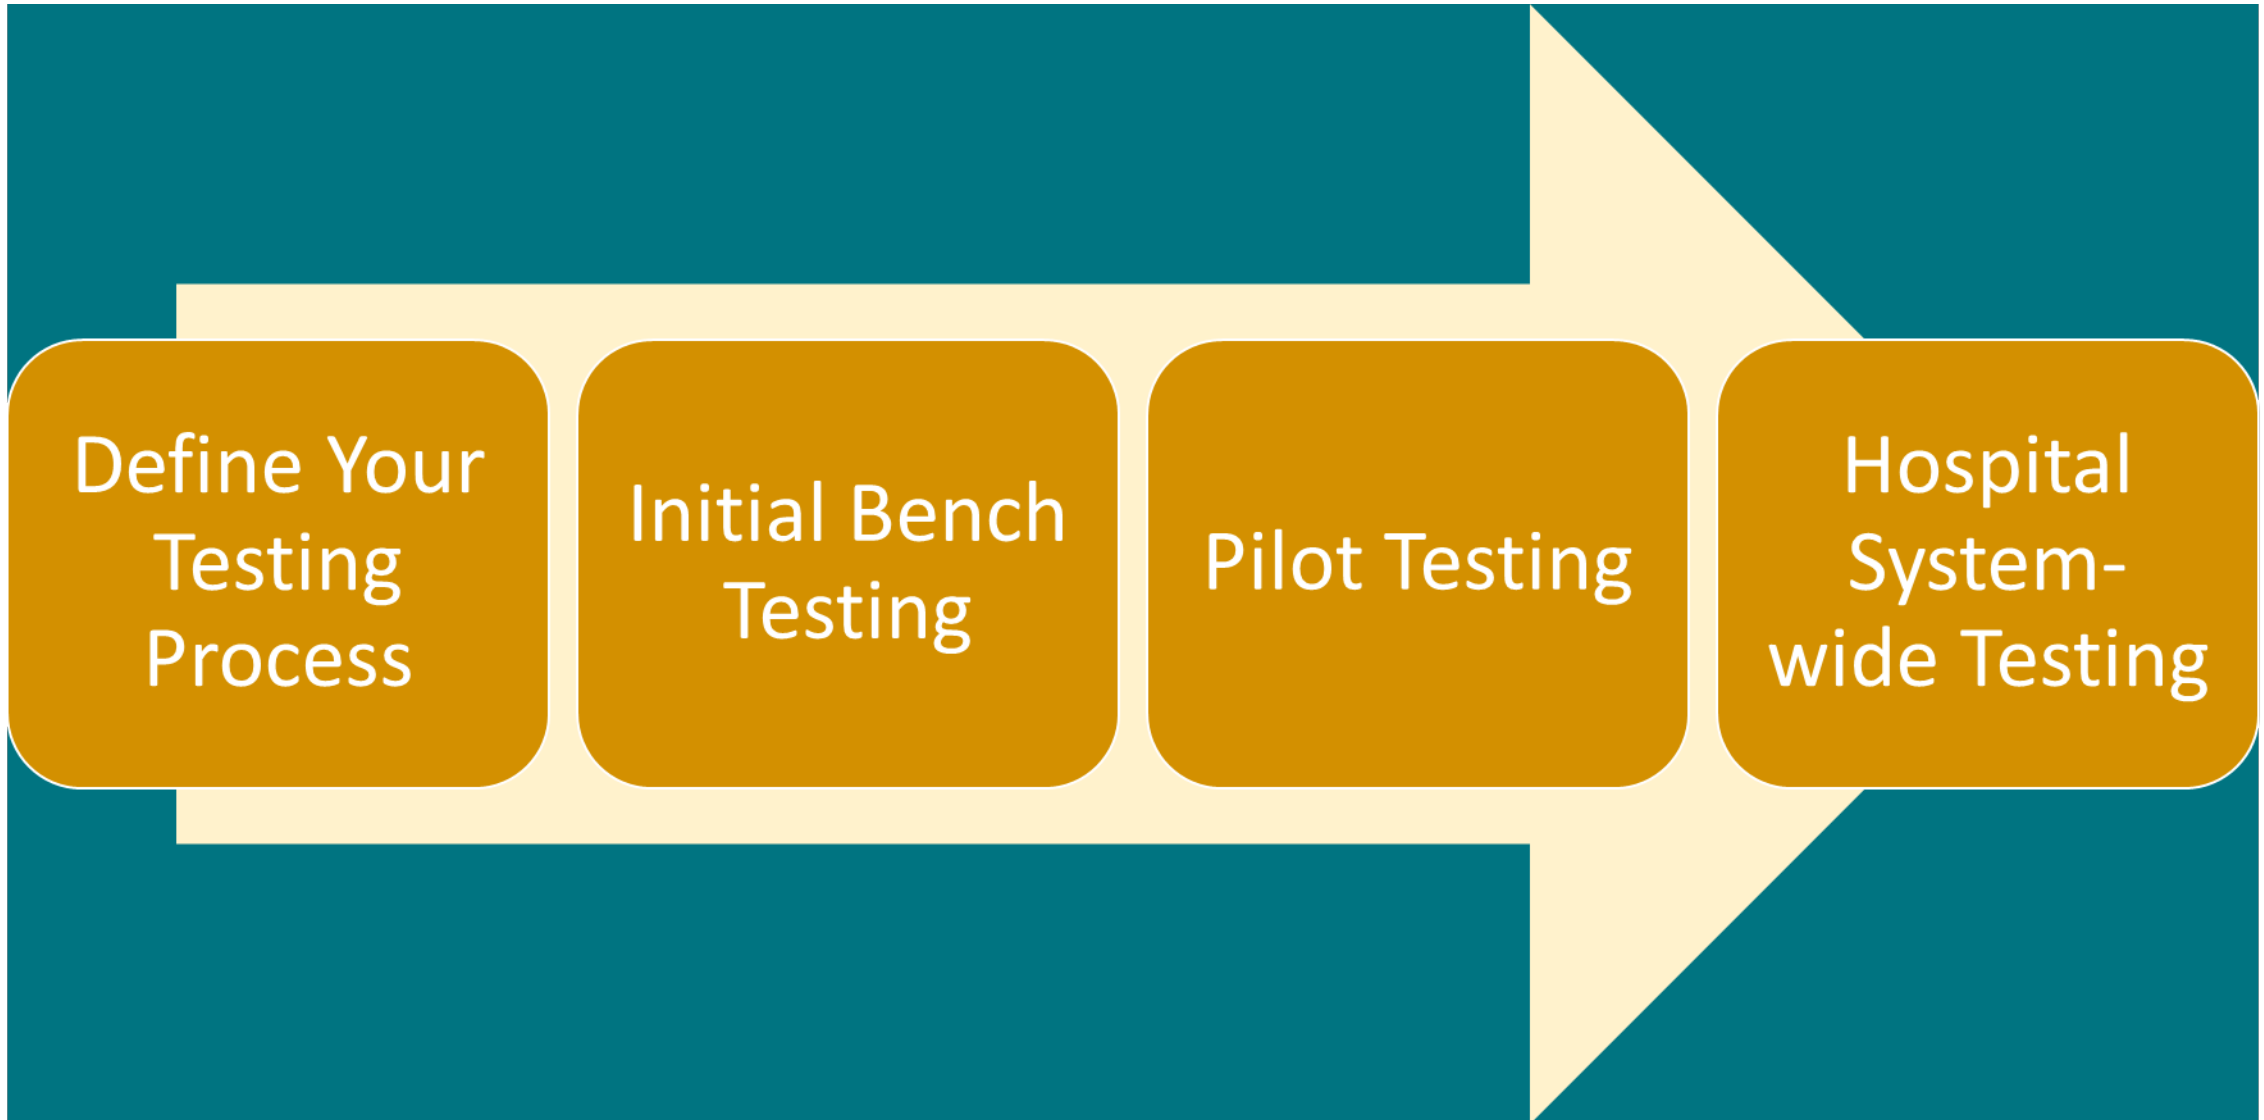 Define Your
Testing
Process
Initial Bench
Testing
Pilot Testing
Hospital
System-
wide Testing